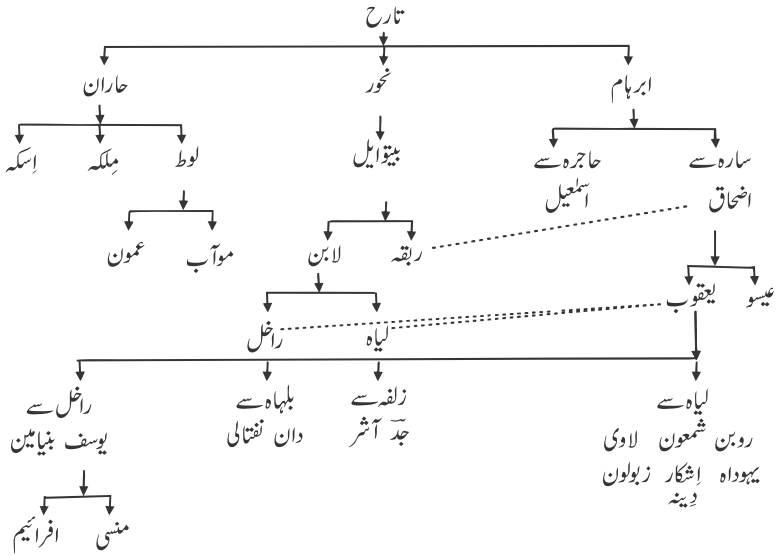 تارح
ابرہام نحور حاران
سارہ سے حاجرہ سے بیتوایل لوط مِلکہ اِسکہ
اضحاق اسمٰعیل
ربقہ لابن موآب عمون
عیسو یعقوب
لیاہ راخل
لیاہ سے زلفہ سے بلہاہ سے راخل سے
روبن شمعون لاوی جدؔ آشر دان نفتالی یوسف بنیامین
یہوداہ اِشکار زبولون
دِینہ
منسی افرائیم